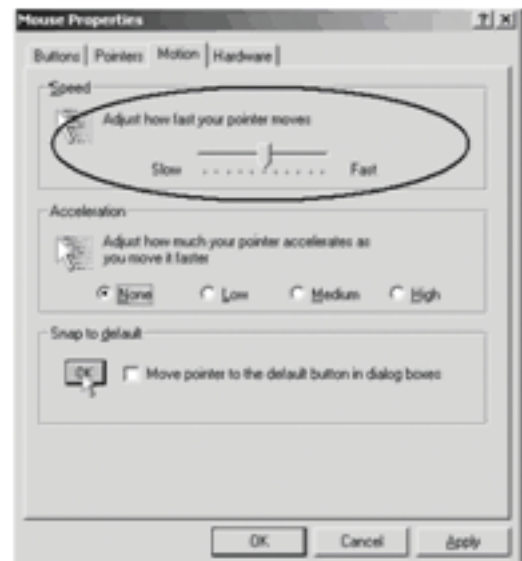 Mouse Properties
Buttons Pointers Motion Hardware
Speed
Adjust how fast your pointer moves
Slow Fast
Acceleration
Adjust how much your pointer accelerates as
you move it faster
None Low Medium High
Snap to default
OK Move pointer to the default button in dialog boxes
OK Cancel Apply